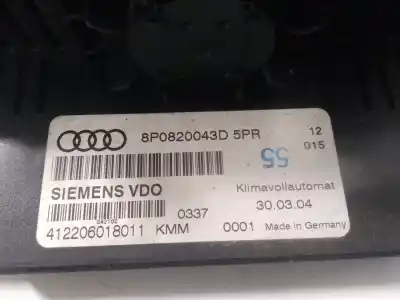 8P0820043D 5PR 12
015
55
SIEMENS VDO Klimavollautomat
0337 30.03.04
412206018011 KMM 0001 Made in Germany